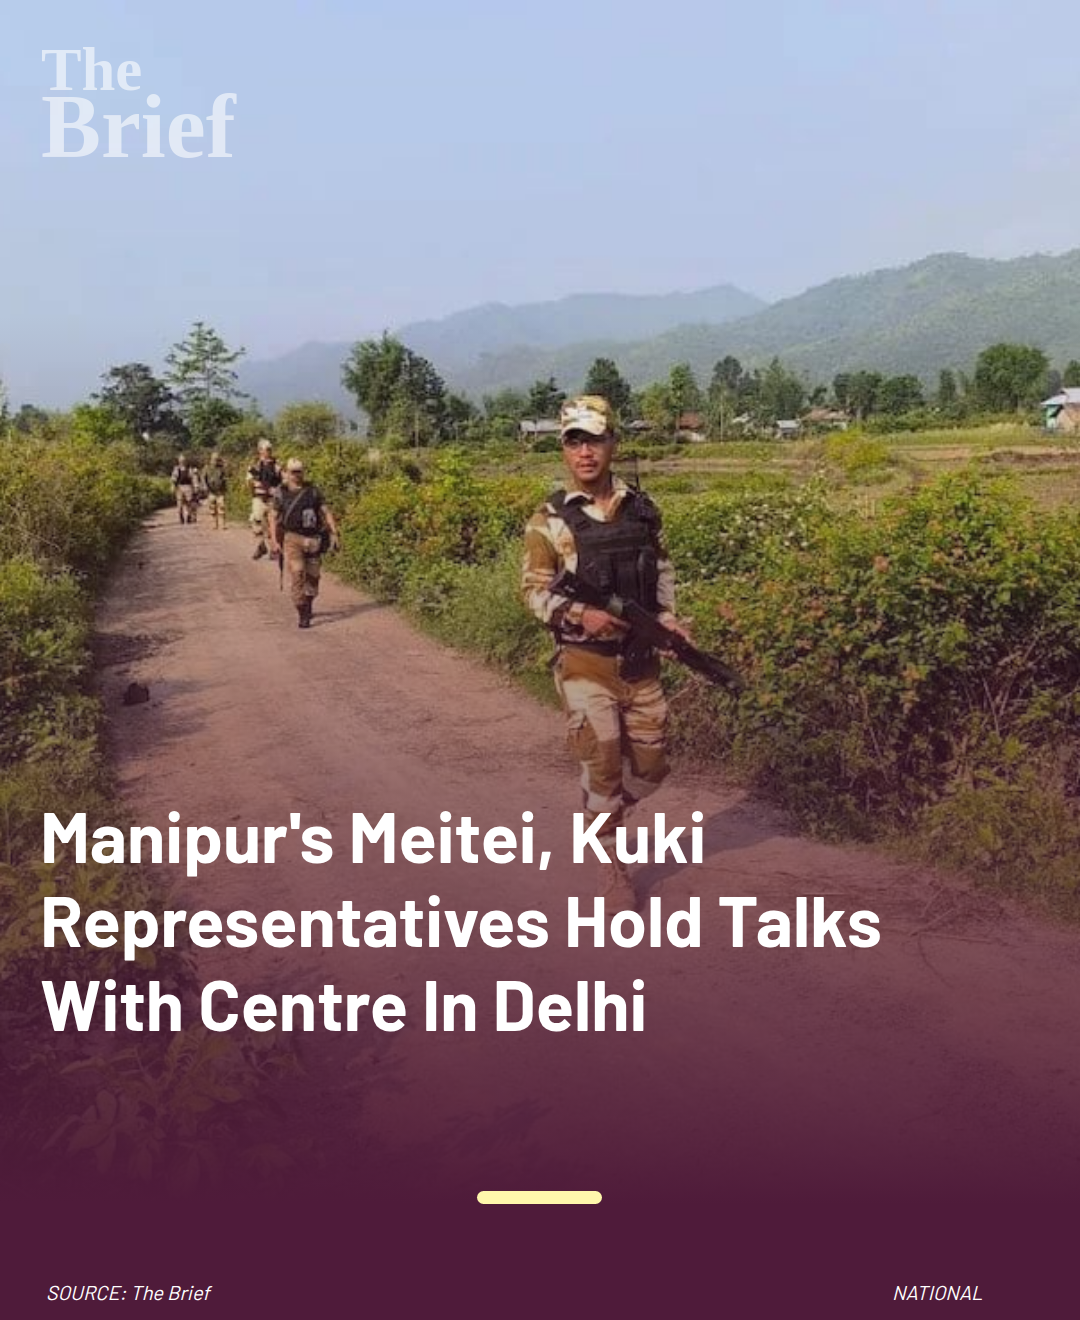 The
Brief
Manipur's Meitei, Kuki
Representatives Hold Talks
With Centre In Delhi
SOURCE: The Brief
NATIONAL